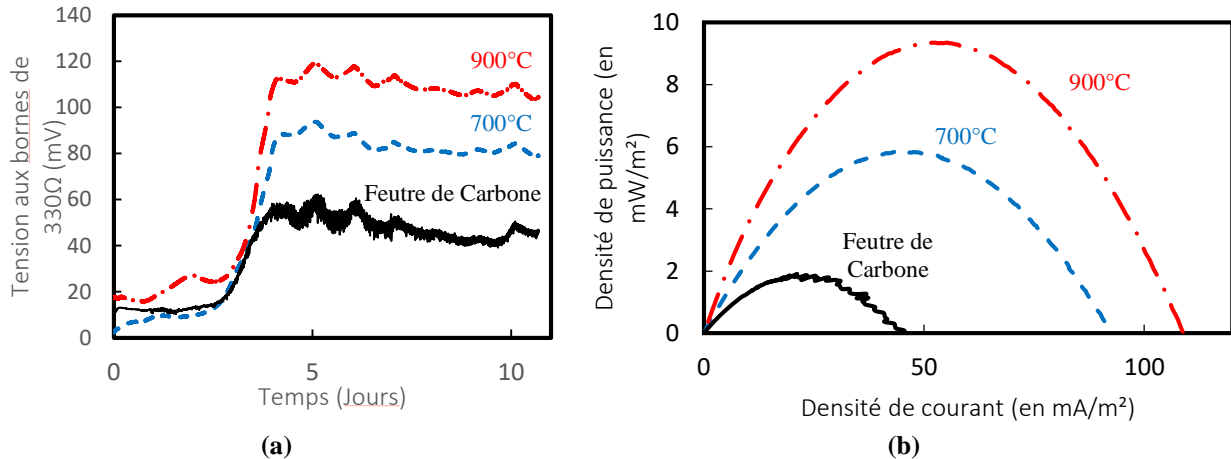 Tension aux bornes de
330Ω (mV)
140
120
100
80
60
40
20
0
900°C
700°C
Feutre de Carbone
0
5
10
Temps (Jours)
(a)
Densité de puissance (en
mW/m²)
10
8
6
4
2
0
900°C
700°C
Feutre de
Carbone
0
50
100
Densité de courant (en mA/m²)
(b)